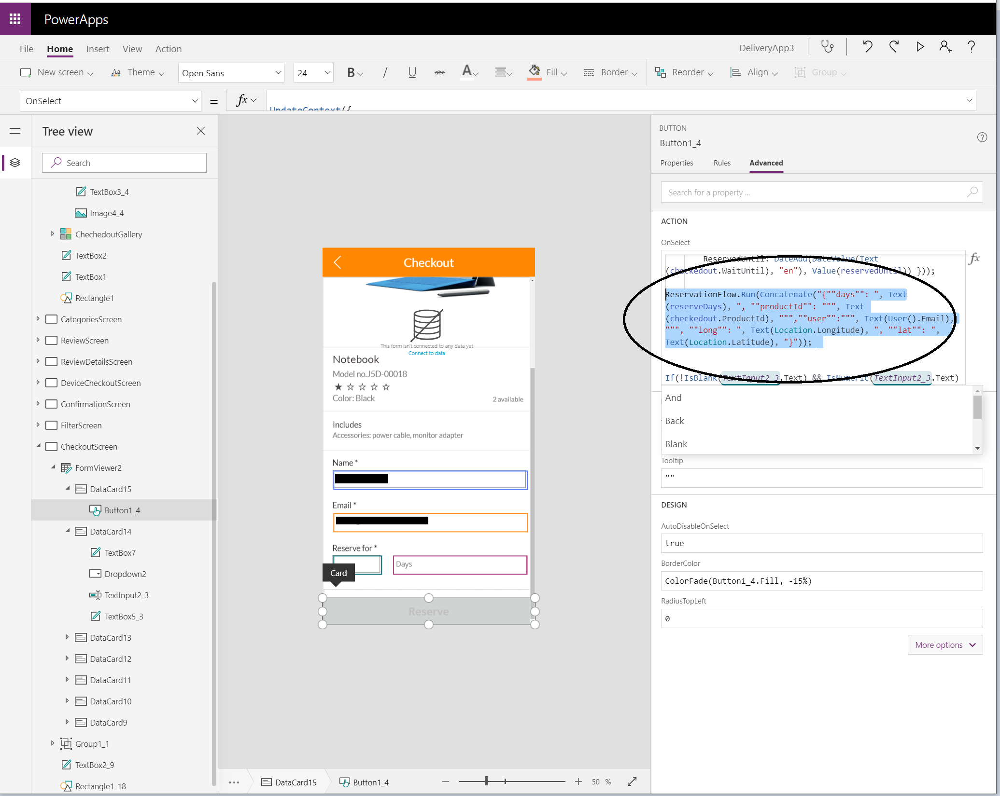 PowerApps
File Home Insert View Action
DeliveryApp3
New screen
Theme
Open Sans
24
B / U abc A
Fill
Border
Reorder
Align
Group
OnSelect
=
fx
UpdateContext({
Tree view
Search
TextBox3_4
Image4_4
ChechedoutGallery
TextBox2
TextBox1
Rectangle1
CategoriesScreen
ReviewScreen
ReviewDetailsScreen
DeviceCheckoutScreen
ConfirmationScreen
FilterScreen
CheckoutScreen
FormViewer2
DataCard15
Button1_4
DataCard14
TextBox7
Dropdown2
TextInput2_3
TextBox5_3
DataCard13
DataCard12
DataCard11
DataCard10
DataCard9
Group1_1
TextBox2_9
Rectangle1_18
Checkout
This form isn't connected to any data yet
Connect to data
Notebook
Model no.J5D-00018
Color: Black
2 available
Includes
Accessories: power cable, monitor adapter
Name *
Email *
Reserve for *
Days
Card
Reserve
... DataCard15 Button1_4
50 %
BUTTON
Button1_4
Properties Rules Advanced
Search for a property ...
ACTION
OnSelect
ReservedUntil: DateAdd(DateValue(Text
(checkedout.WaitUntil), "en"), Value(reservedUntil)) }));
ReservationFlow.Run(Concatenate("{""days"": ", Text
(reserveDays), ", ""productId"": """, Text
(checkedout.ProductId), """,""user"":""", Text(User().Email),
""", ""long"": ", Text(Location.Longitude), ", ""lat"": ",
Text(Location.Latitude), "}"));
If(!IsBlank(TextInput2_3.Text) && IsNumeric(TextInput2_3.Text)
fx
And
Back
Blank
Tooltip
""
DESIGN
AutoDisableOnSelect
true
BorderColor
ColorFade(Button1_4.Fill, -15%)
RadiusTopLeft
0
More options